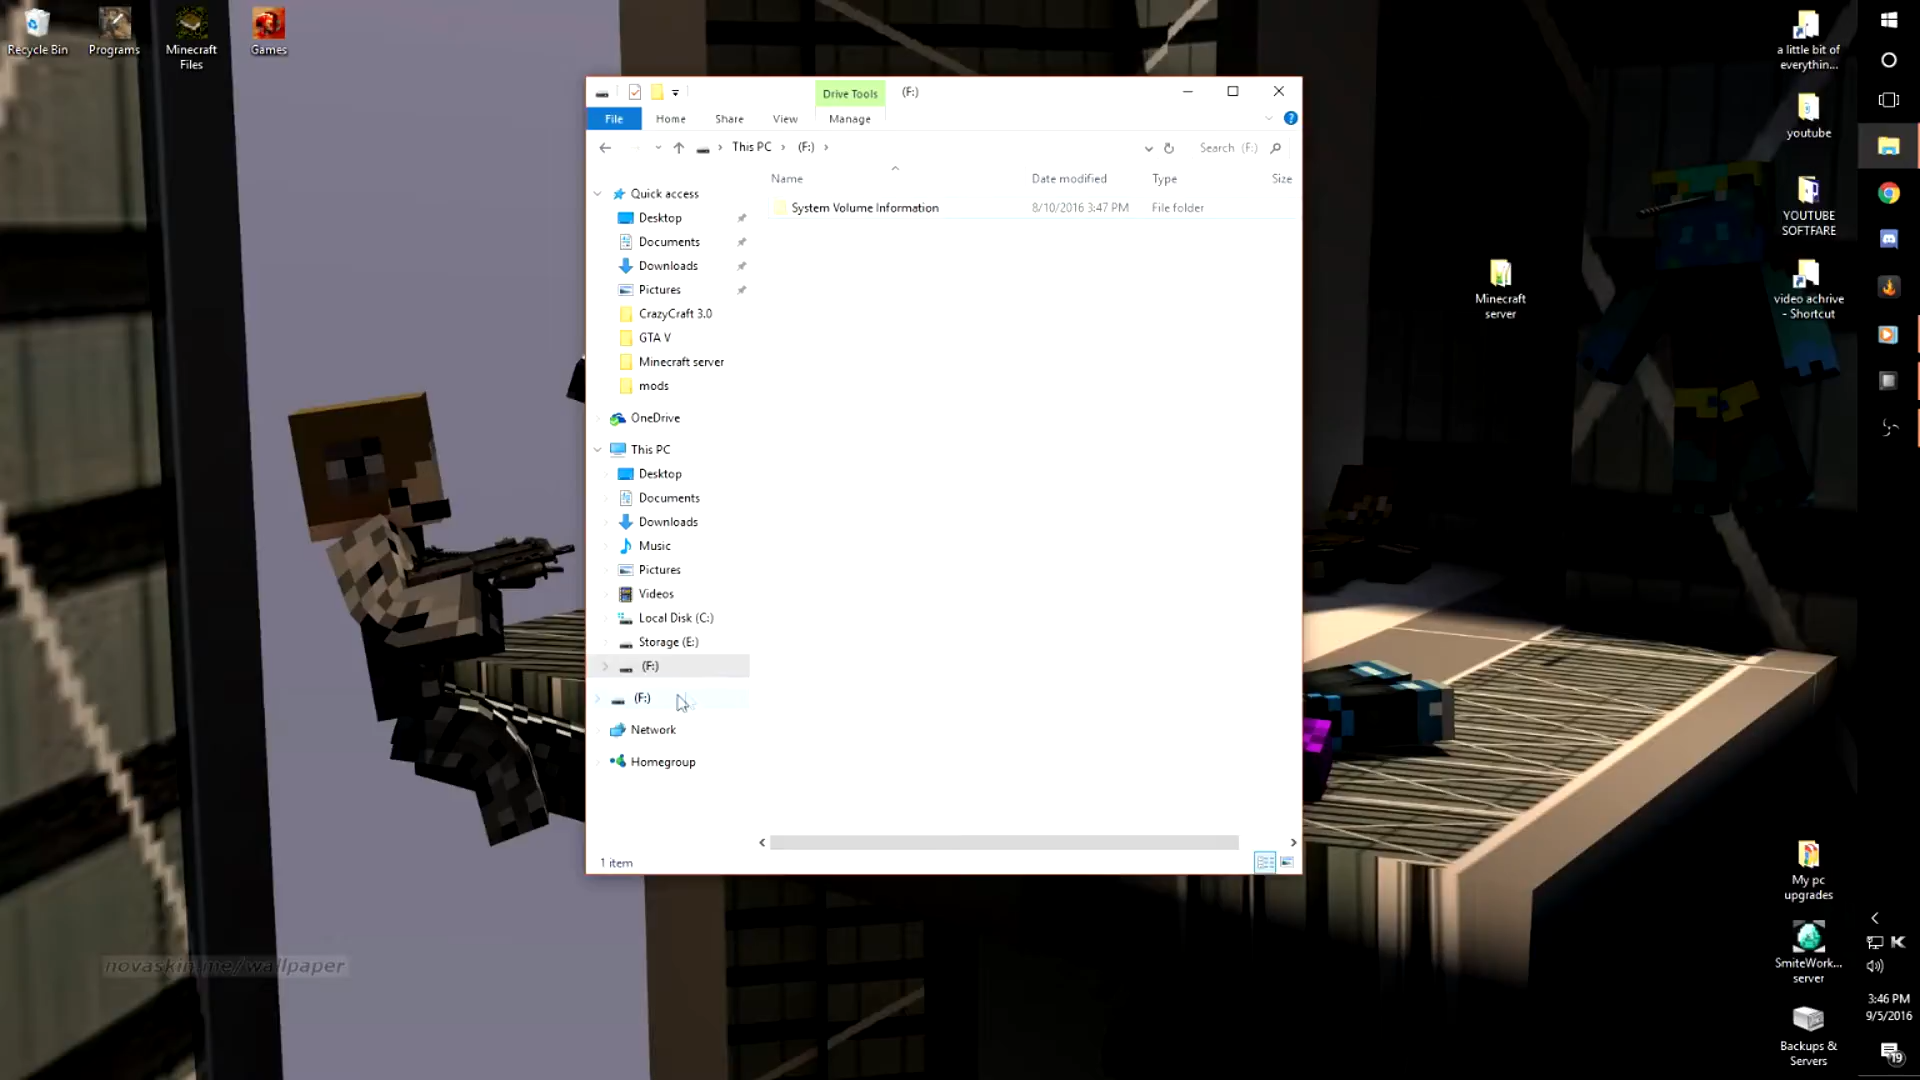 Recycle Bin
Programs
Minecraft
Files
Games
Drive Tools
(F:)
File
Home
Share
View
Manage
This PC
(F:)
Search (F:)
Name
Date modified
Type
Size
System Volume Information
8/10/2016 3:47 PM
File folder
Quick access
Desktop
Documents
Downloads
Pictures
CrazyCraft 3.0
GTA V
Minecraft server
mods
OneDrive
This PC
Desktop
Documents
Downloads
Music
Pictures
Videos
Local Disk (C:)
Storage (E:)
(F:)
(F:)
Network
Homegroup
1 item
Minecraft
server
a little bit of
everythin...
youtube
YOUTUBE
SOFTFARE
video achrive
- Shortcut
My pc
upgrades
SmiteWork...
server
Backups &
Servers
3:46 PM
9/5/2016
19
novaskin.me/wallpaper